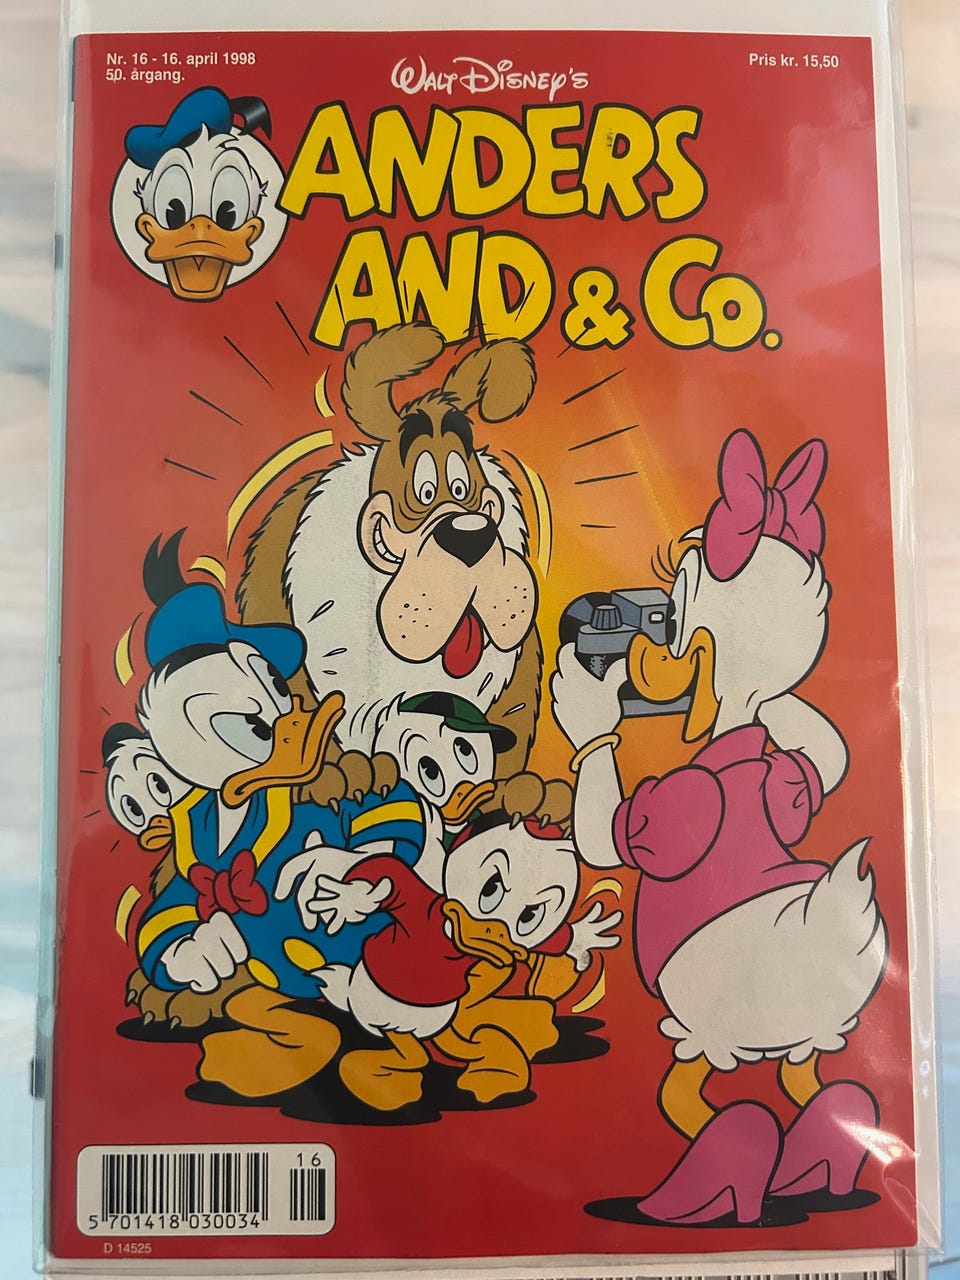 Nr. 16 - 16. april 1998
50. årgang.
Pris kr. 15,50
WALT DISNEY'S
ANDERS
AND & Co.
16
5 701418 030034
D 14525